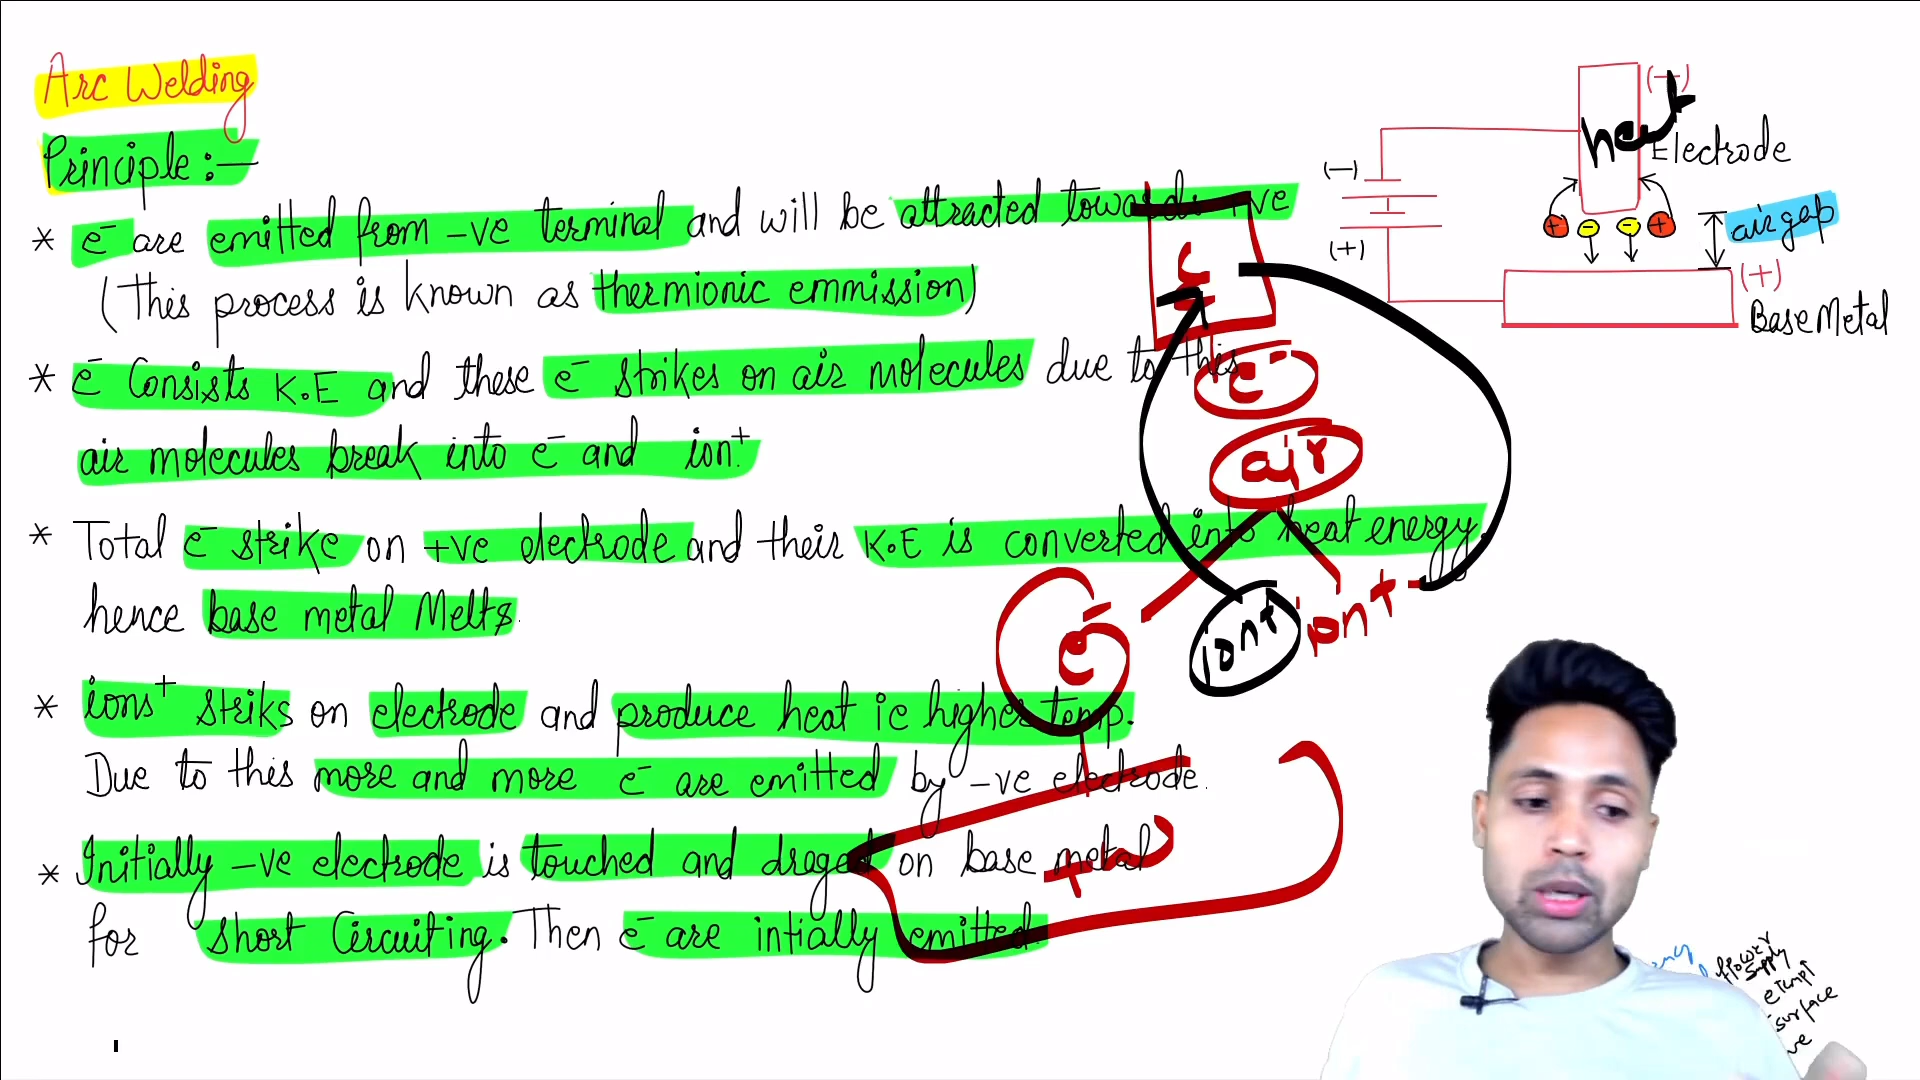 Arc Welding
Principle:-
* e⁻ are emitted from -ve terminal and will be attracted towards +ve
(This process is known as thermionic emmission)
* e⁻ Consists K.E and these e⁻ strikes on air molecules due to this
air molecules break into e⁻ and ion⁺.
* Total e⁻ strike on +ve electrode and their K.E is converted into heat energy.
hence base metal Melts.
* ions⁺ striks on electrode and produce heat ie higher temp.
Due to this more and more e⁻ are emitted by -ve electrode.
* Initially -ve electrode is touched and draged on base metal
for short Circuiting. Then e⁻ are intially emitted.
heat
Electrode
(-)
(+)
+ - - +
air gap
(+)
Base Metal
e⁻
air
e⁻
ion+
ion+
+ve
Supply
surface